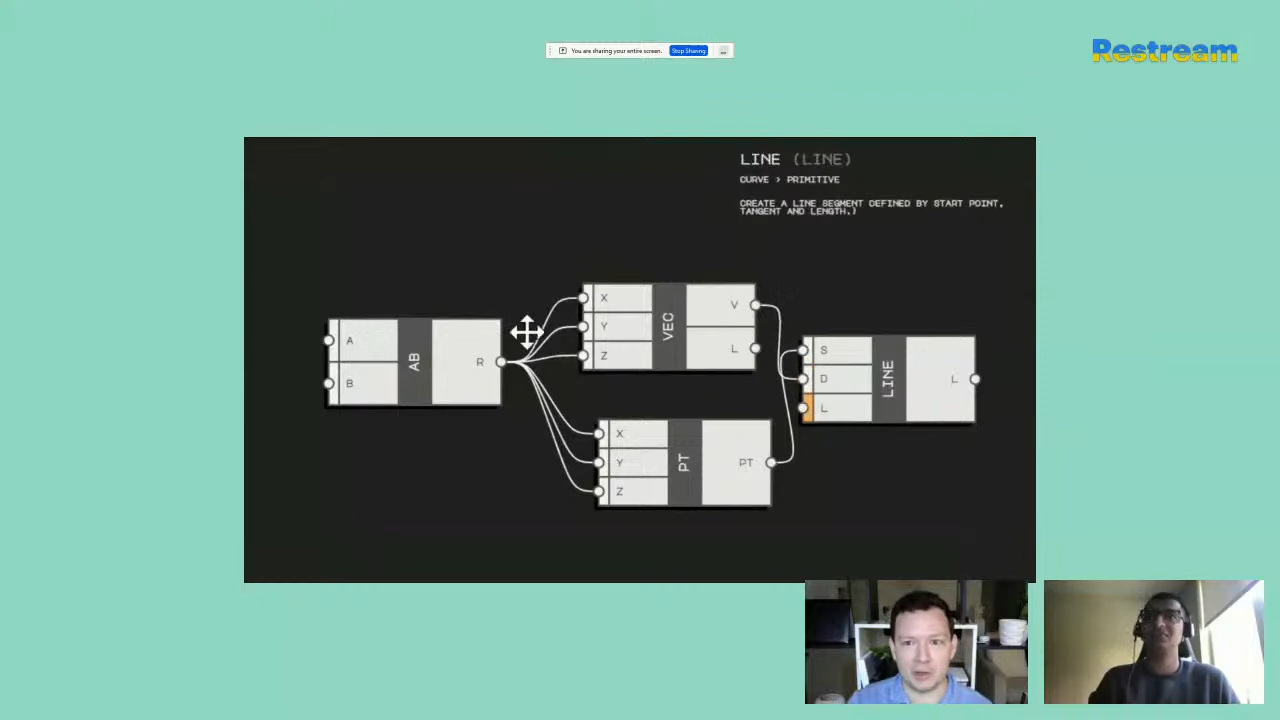 You are sharing your entire screen. Stop Sharing
Restream
LINE (LINE)
CURVE > PRIMITIVE
CREATE A LINE SEGMENT DEFINED BY START POINT,
TANGENT AND LENGTH.)
A
B
AB
R
X
Y
Z
VEC
V
L
X
Y
Z
PT
PT
S
D
L
LINE
L